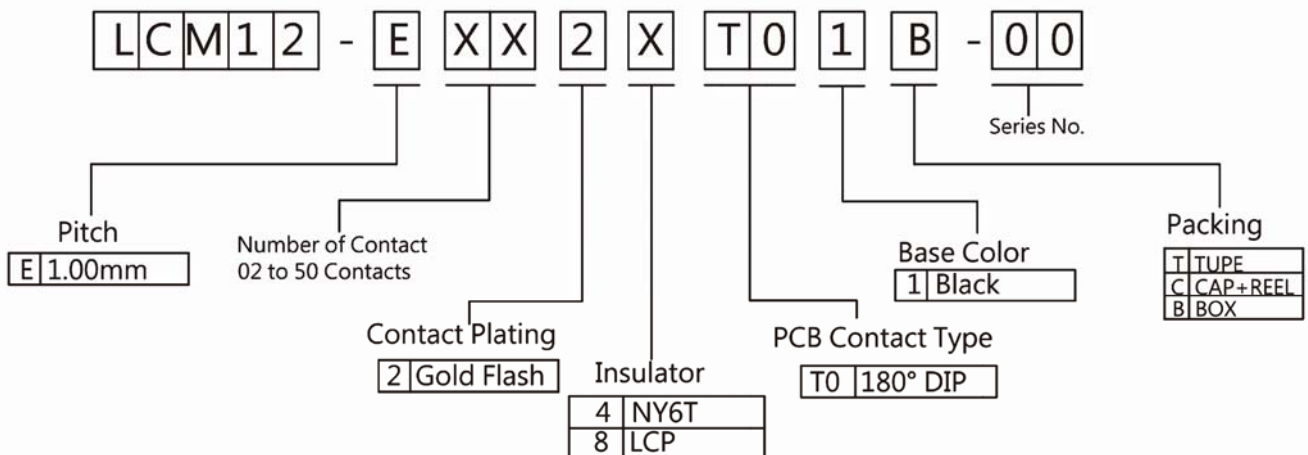 LCM12 - E XX 2 X T0 1 B - 00
Series No.
Pitch
E 1.00mm
Number of Contact
02 to 50 Contacts
Contact Plating
2 Gold Flash
Insulator
4 NY6T
8 LCP
PCB Contact Type
T0 180° DIP
Base Color
1 Black
Packing
T TUPE
C CAP+REEL
B BOX